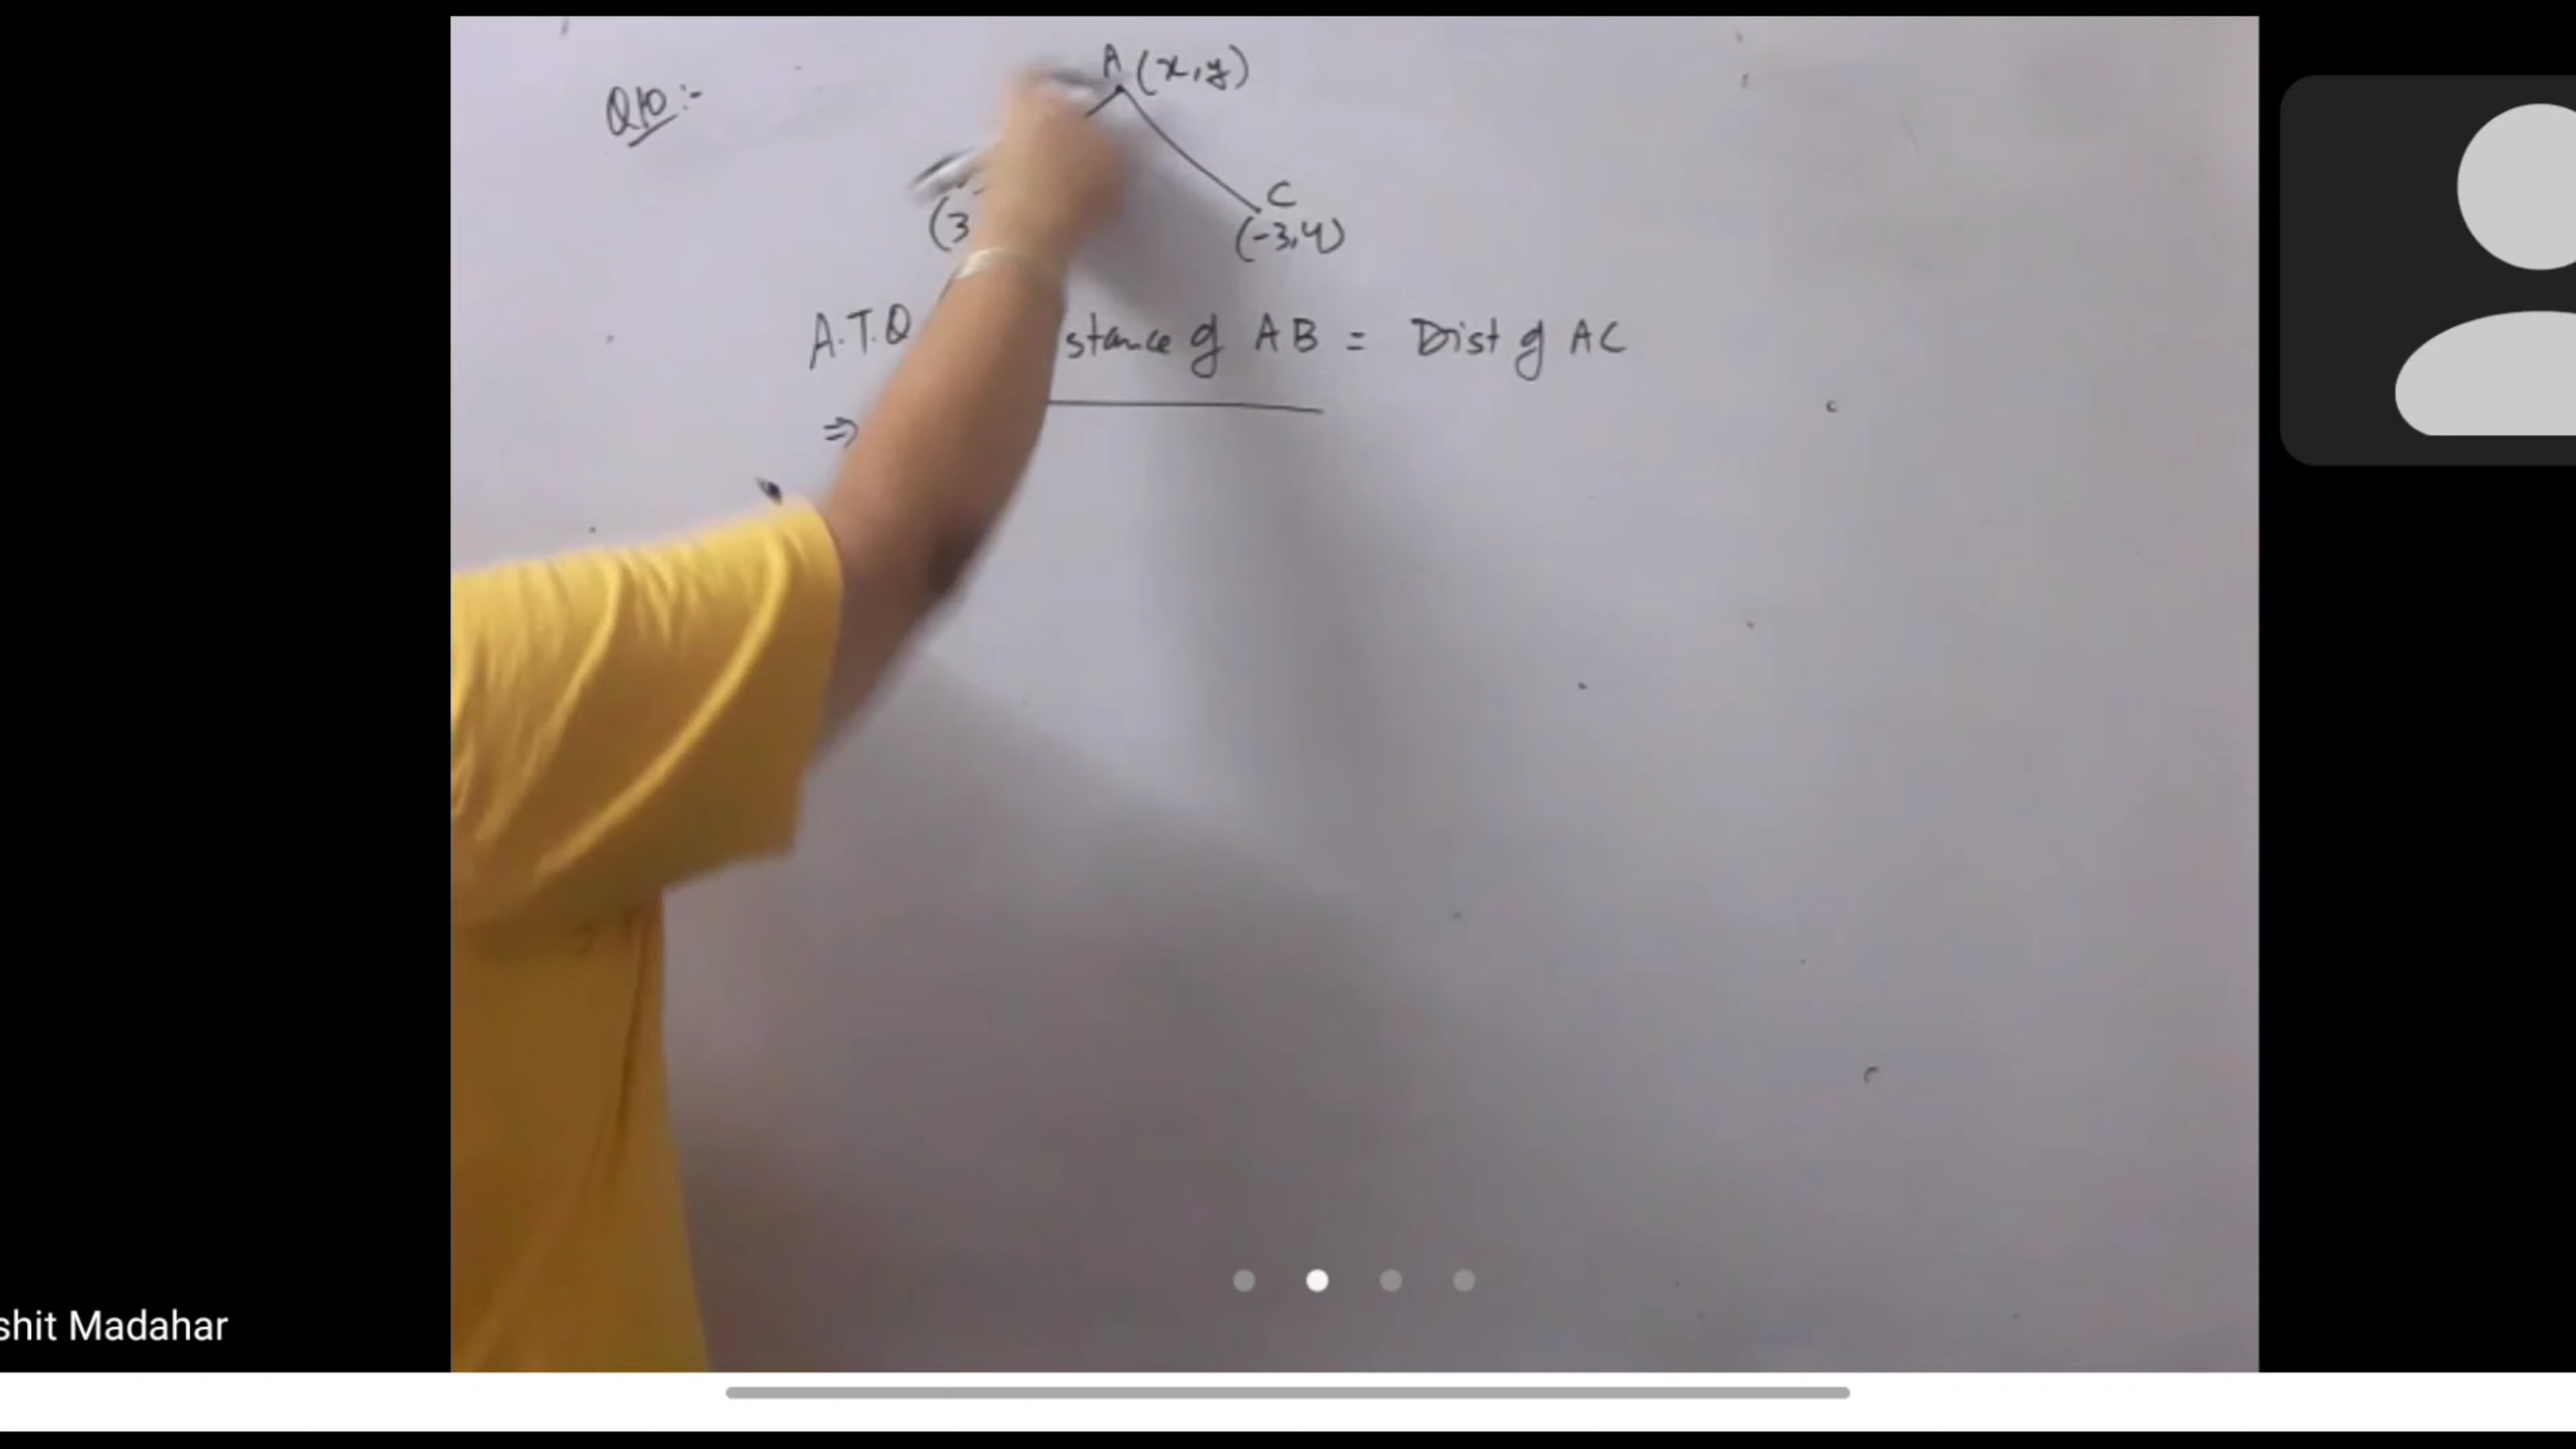 A (x,y)
Q10:-
C
(3
(-3,4)
A.T.Q stance of AB = Dist of AC
⇒
shit Madahar